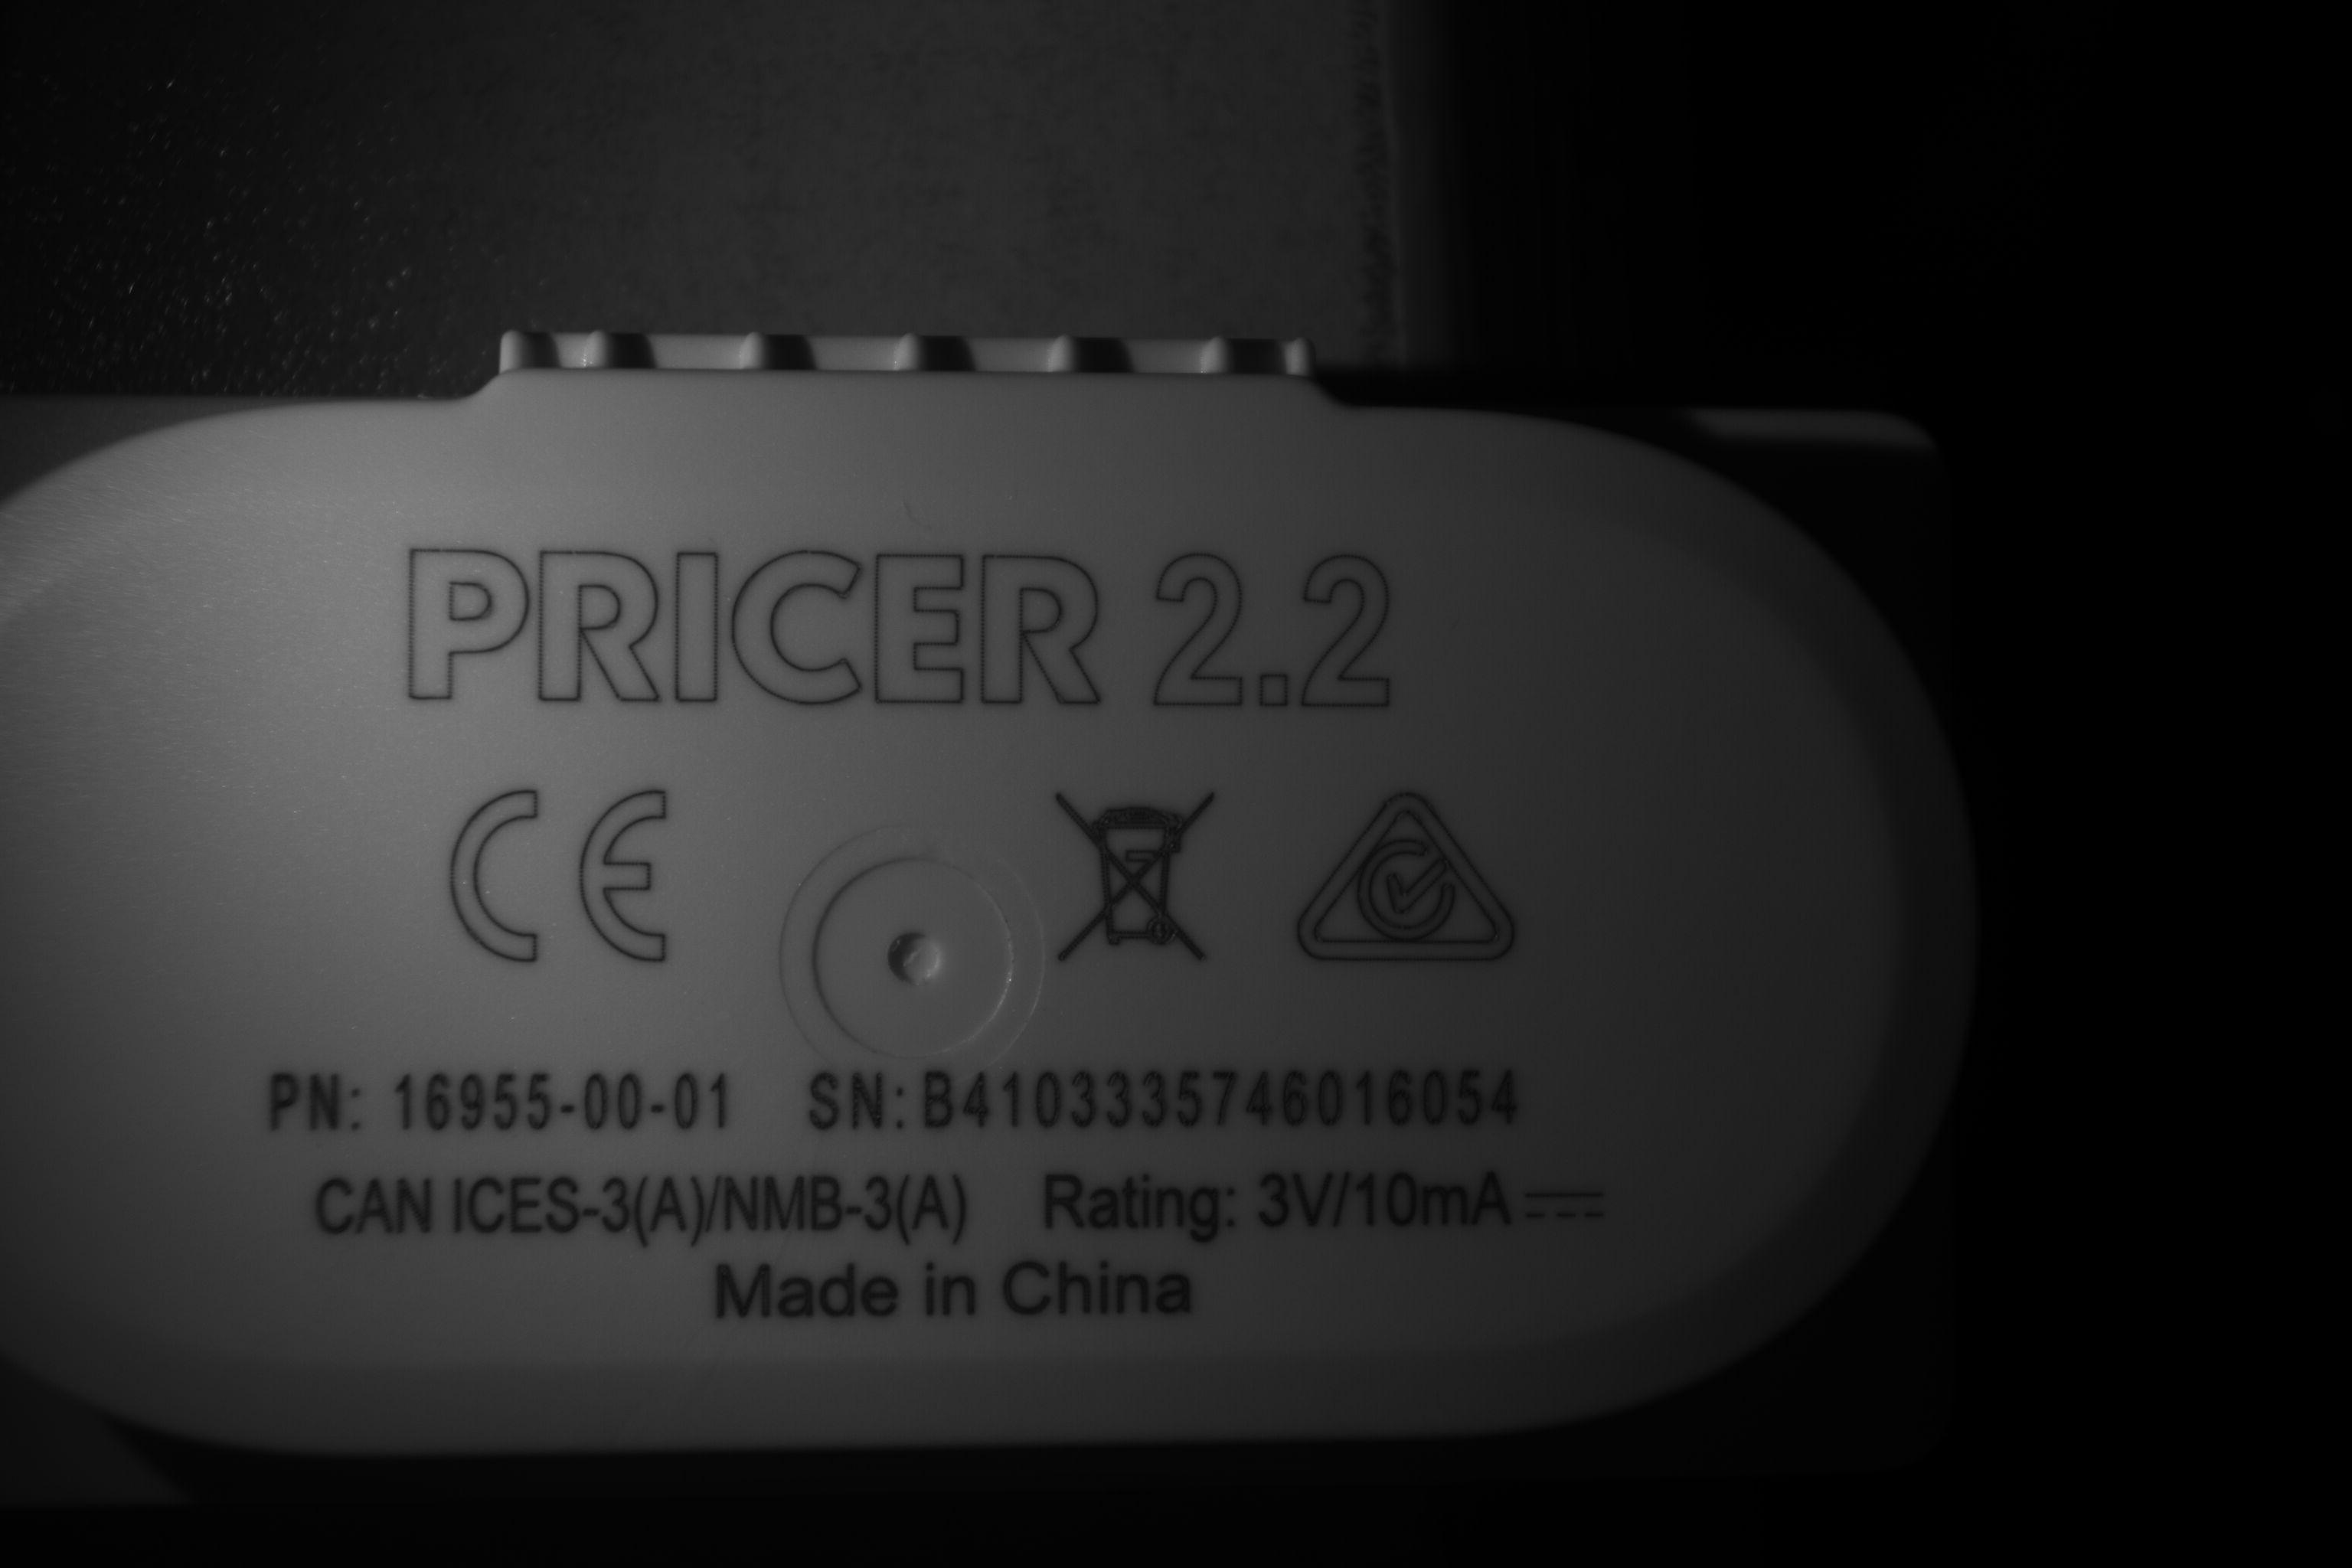 PRICER 2.2
CE
PN: 16955-00-01 SN: B4103335746016054
CAN ICES-3(A)/NMB-3(A) Rating: 3V/10mA
Made in China